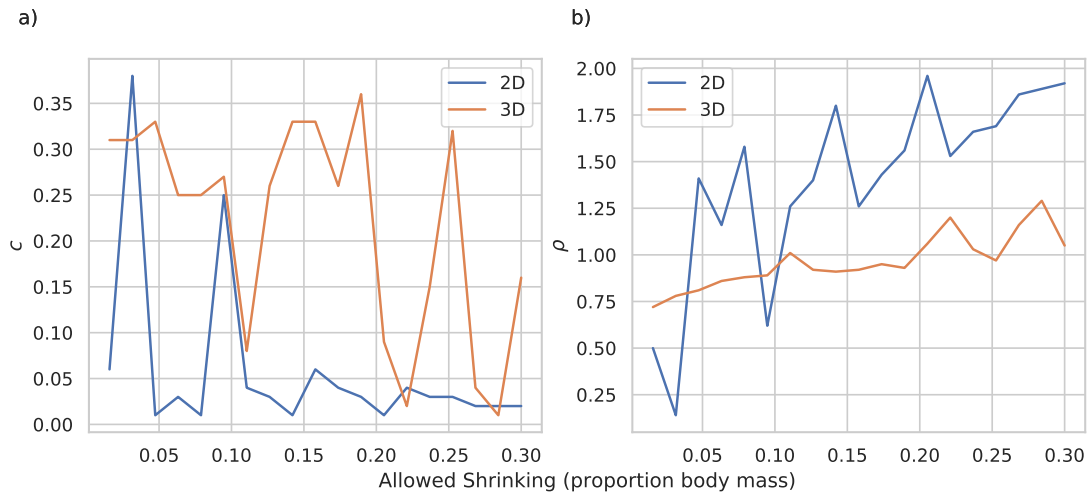 a)
b)
2D
3D
0.35
0.30
0.25
0.20
0.15
0.10
0.05
0.00
c
0.05 0.10 0.15 0.20 0.25 0.30
2D
3D
2.00
1.75
1.50
1.25
1.00
0.75
0.50
0.25
ρ
0.05 0.10 0.15 0.20 0.25 0.30
Allowed Shrinking (proportion body mass)